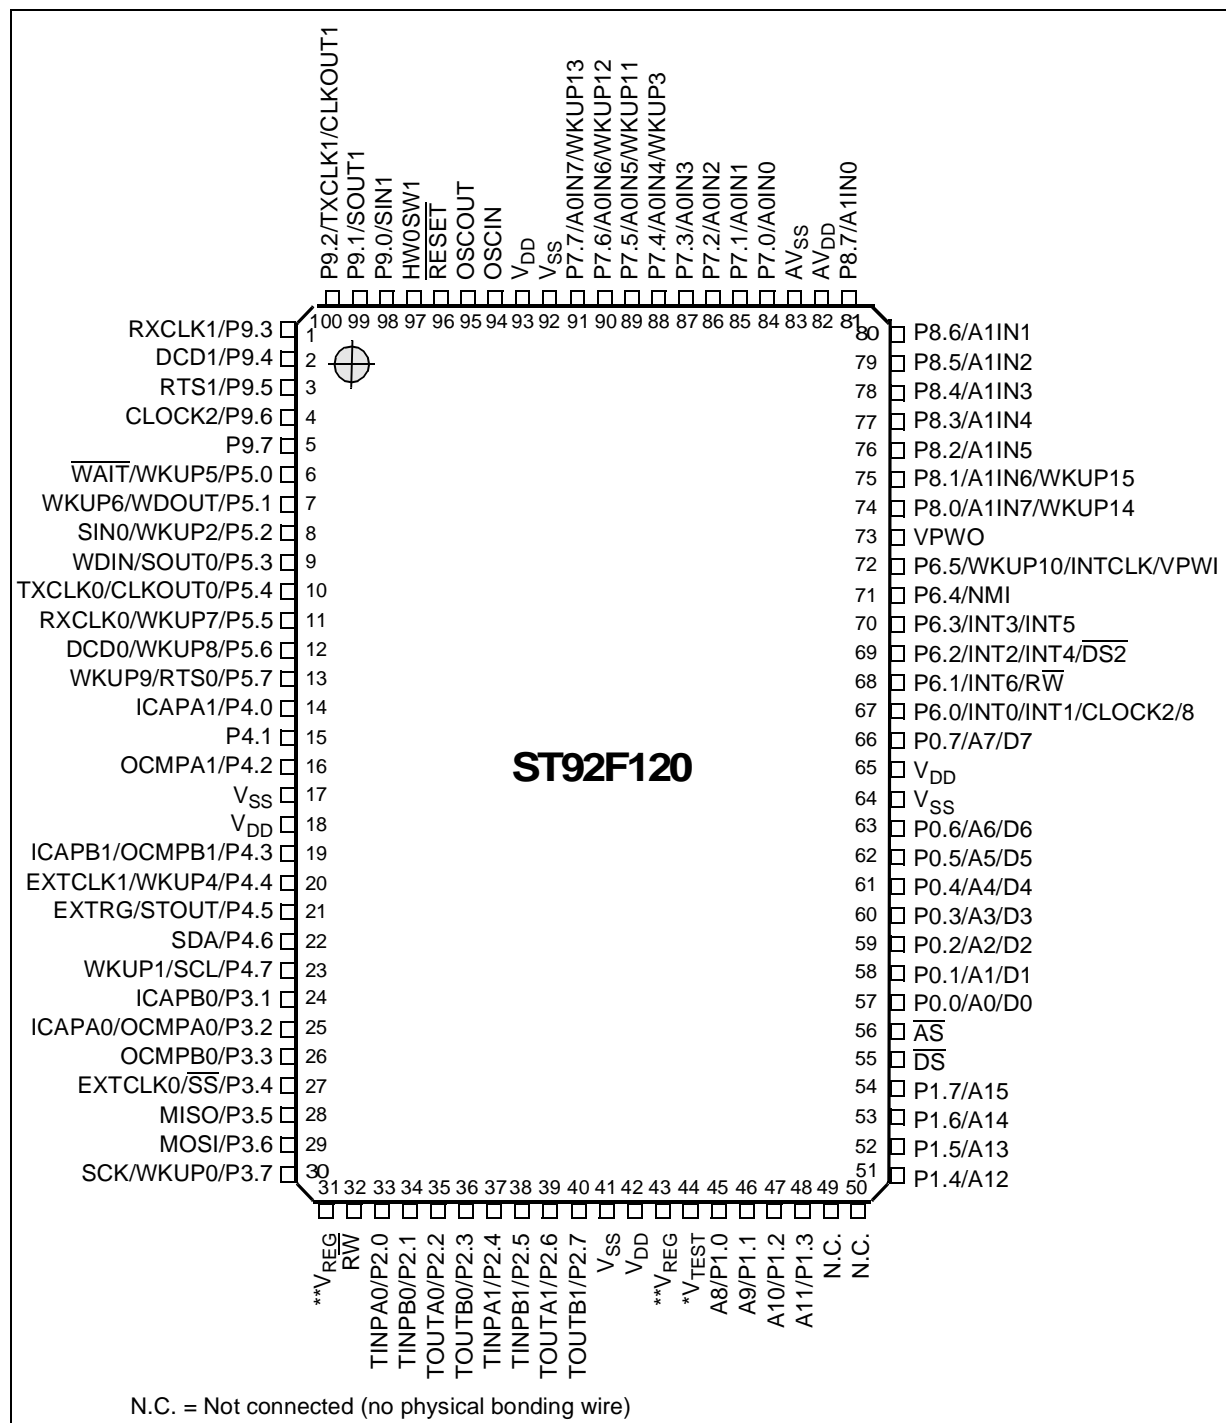 P9.2/TXCLK1/CLKOUT1
P9.1/SOUT1
P9.0/SIN1
HW0SW1
RESET
OSCOUT
OSCIN
VDD
VSS
P7.7/A0IN7/WKUP13
P7.6/A0IN6/WKUP12
P7.5/A0IN5/WKUP11
P7.4/A0IN4/WKUP3
P7.3/A0IN3
P7.2/A0IN2
P7.1/A0IN1
P7.0/A0IN0
AVSS
AVDD
P8.7/A1IN0
100 99 98 97 96 95 94 93 92 91 90 89 88 87 86 85 84 83 82 81
RXCLK1/P9.3 1
DCD1/P9.4 2
RTS1/P9.5 3
CLOCK2/P9.6 4
P9.7 5
WAIT/WKUP5/P5.0 6
WKUP6/WDOUT/P5.1 7
SIN0/WKUP2/P5.2 8
WDIN/SOUT0/P5.3 9
TXCLK0/CLKOUT0/P5.4 10
RXCLK0/WKUP7/P5.5 11
DCD0/WKUP8/P5.6 12
WKUP9/RTS0/P5.7 13
ICAPA1/P4.0 14
P4.1 15
OCMPA1/P4.2 16
VSS 17
VDD 18
ICAPB1/OCMPB1/P4.3 19
EXTCLK1/WKUP4/P4.4 20
EXTRG/STOUT/P4.5 21
SDA/P4.6 22
WKUP1/SCL/P4.7 23
ICAPB0/P3.1 24
ICAPA0/OCMPA0/P3.2 25
OCMPB0/P3.3 26
EXTCLK0/SS/P3.4 27
MISO/P3.5 28
MOSI/P3.6 29
SCK/WKUP0/P3.7 30
ST92F120
80 P8.6/A1IN1
79 P8.5/A1IN2
78 P8.4/A1IN3
77 P8.3/A1IN4
76 P8.2/A1IN5
75 P8.1/A1IN6/WKUP15
74 P8.0/A1IN7/WKUP14
73 VPWO
72 P6.5/WKUP10/INTCLK/VPWI
71 P6.4/NMI
70 P6.3/INT3/INT5
69 P6.2/INT2/INT4/DS2
68 P6.1/INT6/RW
67 P6.0/INT0/INT1/CLOCK2/8
66 P0.7/A7/D7
65 VDD
64 VSS
63 P0.6/A6/D6
62 P0.5/A5/D5
61 P0.4/A4/D4
60 P0.3/A3/D3
59 P0.2/A2/D2
58 P0.1/A1/D1
57 P0.0/A0/D0
56 AS
55 DS
54 P1.7/A15
53 P1.6/A14
52 P1.5/A13
51 P1.4/A12
31 32 33 34 35 36 37 38 39 40 41 42 43 44 45 46 47 48 49 50
**VREG
RW
TINPA0/P2.0
TINPB0/P2.1
TOUTA0/P2.2
TOUTB0/P2.3
TINPA1/P2.4
TINPB1/P2.5
TOUTA1/P2.6
TOUTB1/P2.7
VSS
VDD
**VREG
*VTEST
A8/P1.0
A9/P1.1
A10/P1.2
A11/P1.3
N.C.
N.C.
N.C. = Not connected (no physical bonding wire)